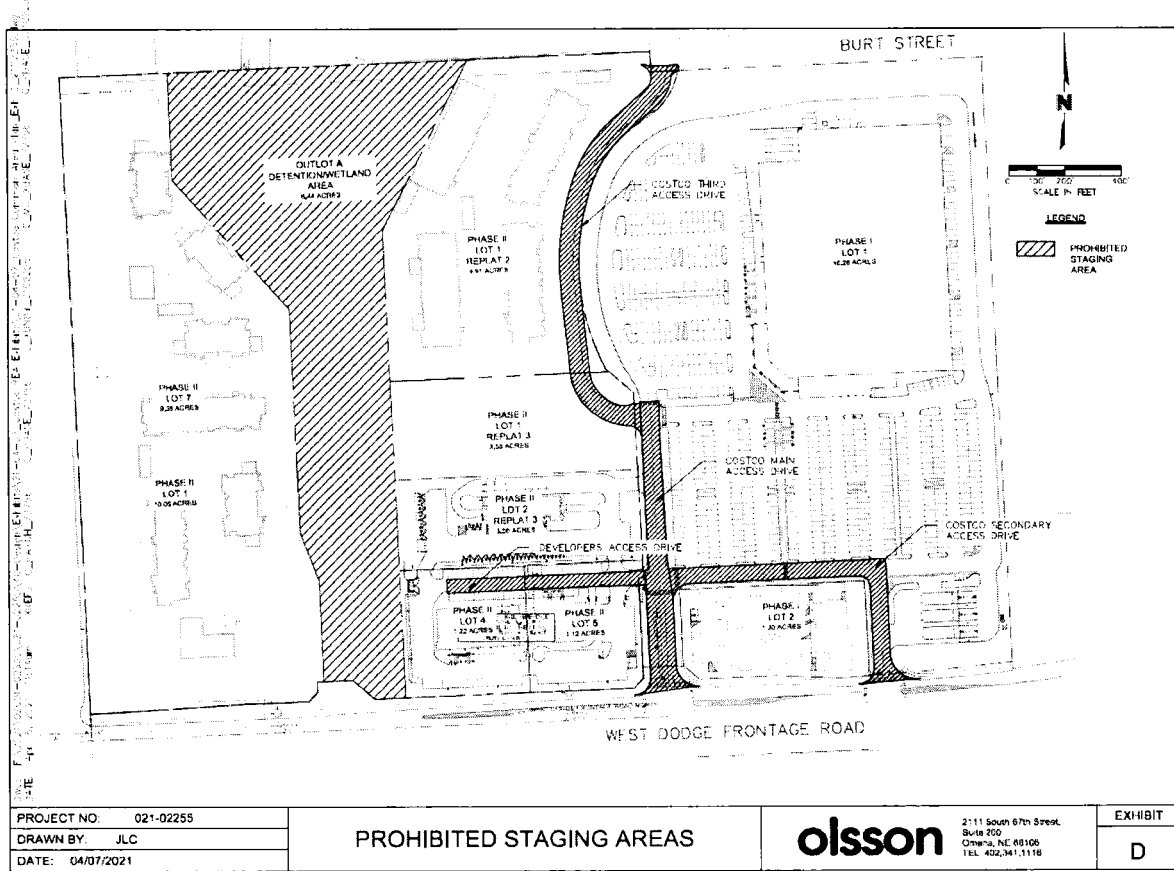 BURT STREET
N
0 100' 200' 400'
SCALE IN FEET
LEGEND
PROHIBITED
STAGING
AREA
OUTLOT A
DETENTION/WETLAND
AREA
COSTCO THIRD
ACCESS DRIVE
PHASE II
LOT 1
REPLAT 2
PHASE I
LOT 1
PHASE II
LOT 7
PHASE II
LOT 1
REPLAT 3
PHASE II
LOT 1
COSTCO MAIN
ACCESS DRIVE
PHASE II
LOT 2
REPLAT 3
COSTCO SECONDARY
ACCESS DRIVE
DEVELOPERS ACCESS DRIVE
PHASE II
LOT 4
PHASE II
PHASE I
LOT 2
WEST DODGE FRONTAGE ROAD
PROJECT NO: 021-02255
DRAWN BY: JLC
DATE: 04/07/2021
PROHIBITED STAGING AREAS
olsson
2111 South 67th Street,
Suite 200
Omaha, NE 68106
TEL 402.341.1116
EXHIBIT
D